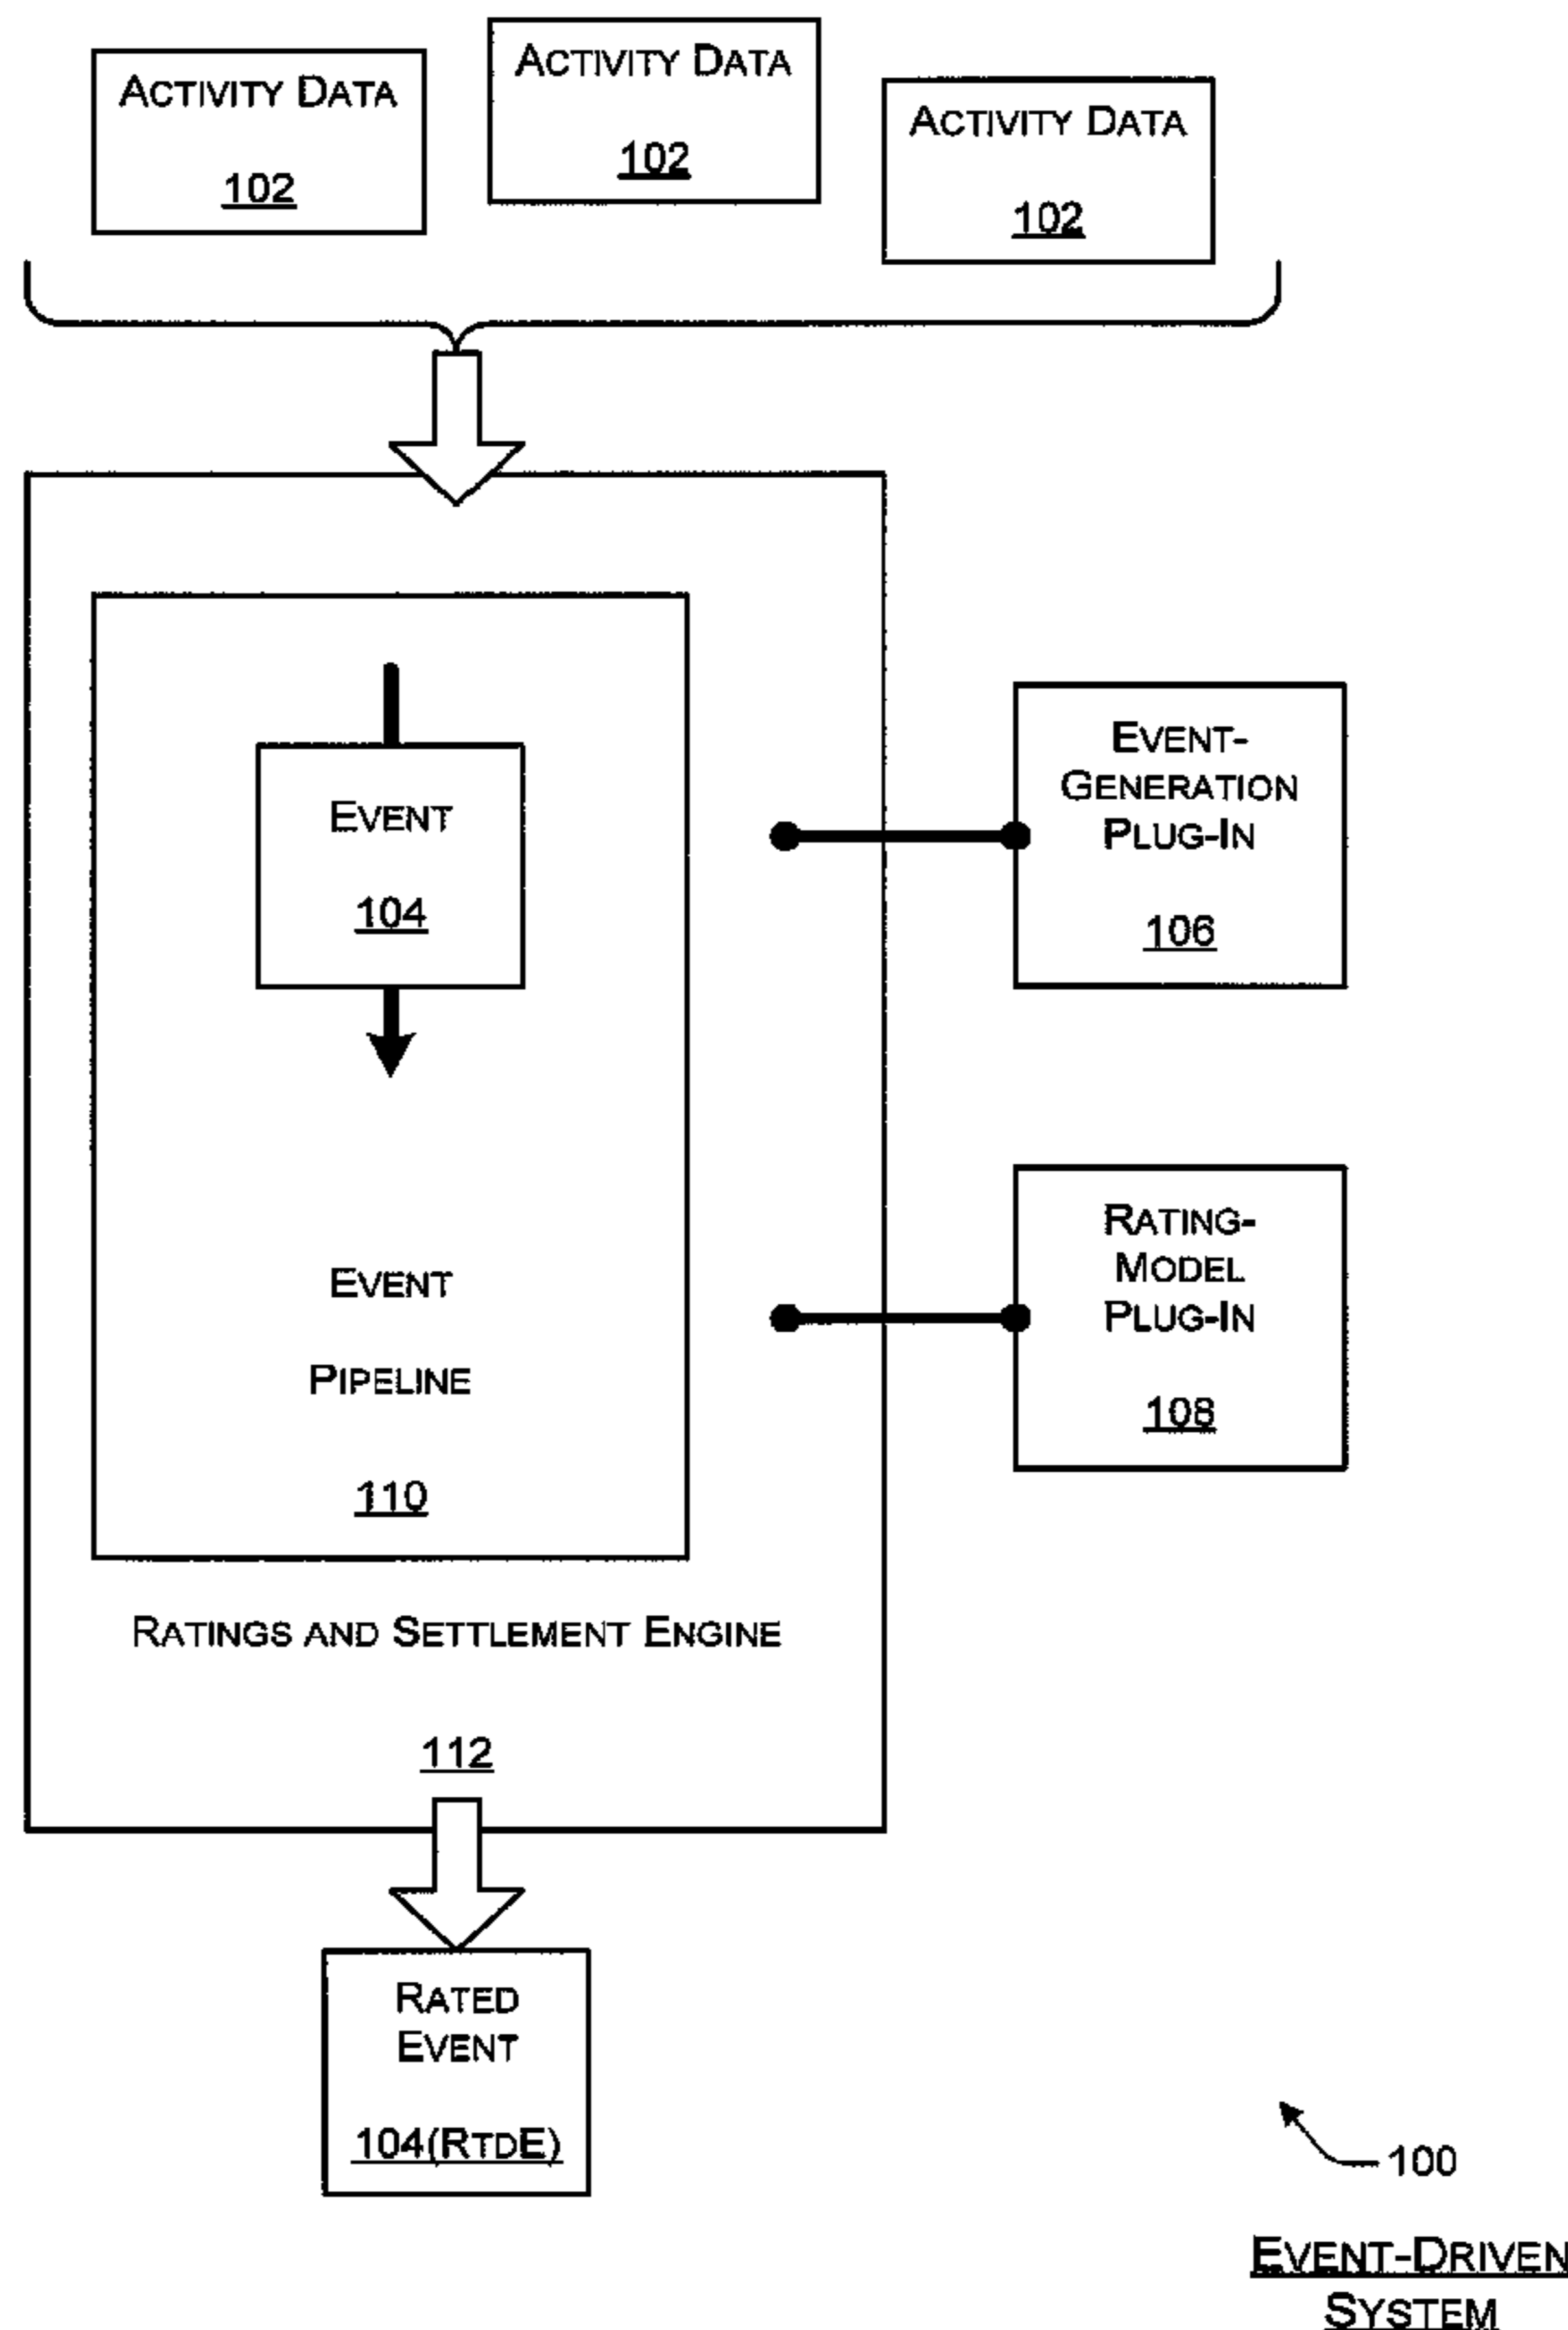 ACTIVITY DATA
102
ACTIVITY DATA
102
ACTIVITY DATA
102
EVENT
104
EVENT-
GENERATION
PLUG-IN
106
RATING-
MODEL
PLUG-IN
108
EVENT
PIPELINE
110
RATINGS AND SETTLEMENT ENGINE
112
RATED
EVENT
104(RTDE)
100
EVENT-DRIVEN
SYSTEM